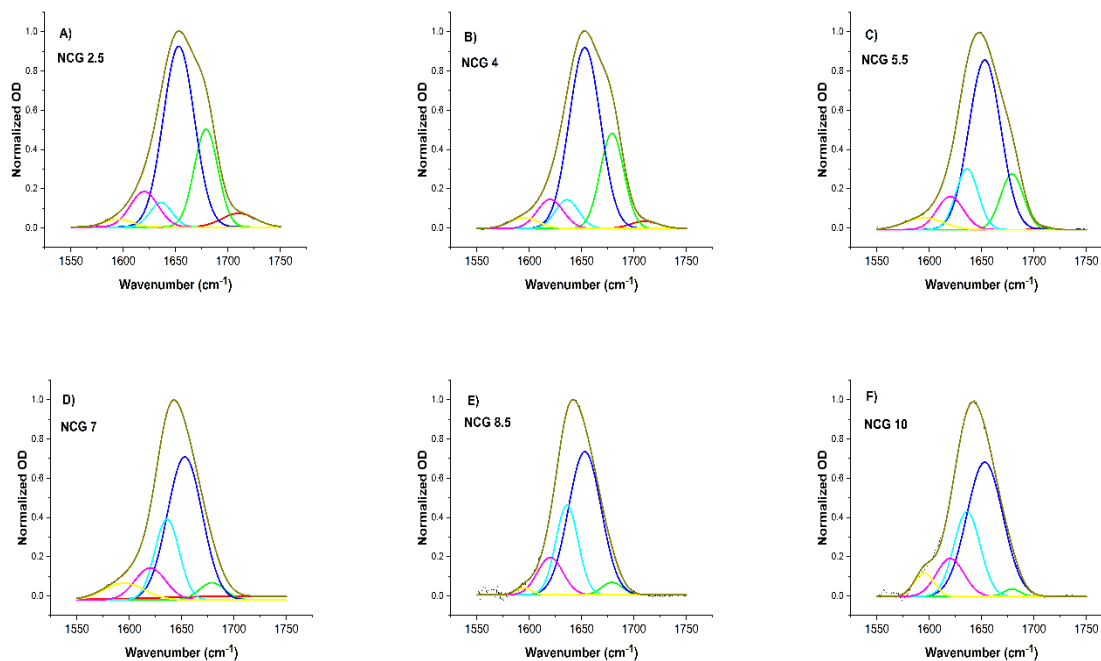 A)
NCG 2.5
Normalized OD
1.0
0.8
0.6
0.4
0.2
0.0
1550 1600 1650 1700 1750
Wavenumber (cm⁻¹)
B)
NCG 4
Normalized OD
1.0
0.8
0.6
0.4
0.2
0.0
1550 1600 1650 1700 1750
Wavenumber (cm⁻¹)
C)
NCG 5.5
Normalized OD
1.0
0.8
0.6
0.4
0.2
0.0
1550 1600 1650 1700 1750
Wavenumber (cm⁻¹)
D)
NCG 7
Normalized OD
1.0
0.8
0.6
0.4
0.2
0.0
1550 1600 1650 1700 1750
Wavenumber (cm⁻¹)
E)
NCG 8.5
Normalized OD
1.0
0.8
0.6
0.4
0.2
0.0
1550 1600 1650 1700 1750
Wavenumber (cm⁻¹)
F)
NCG 10
Normalized OD
1.0
0.8
0.6
0.4
0.2
0.0
1550 1600 1650 1700 1750
Wavenumber (cm⁻¹)